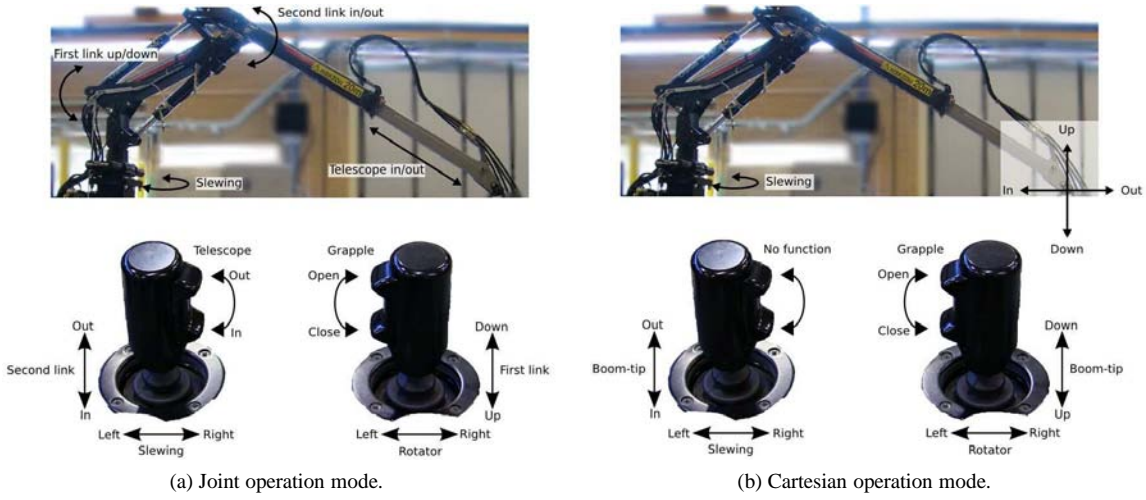 Second link in/out
First link up/down
Telescope in/out
Slewing
Telescope
Out
In
Out
Second link
In
Left
Right
Slewing
Grapple
Open
Close
Down
First link
Up
Left
Right
Rotator
(a) Joint operation mode.
Up
In
Out
Down
Slewing
No function
Out
Boom-tip
In
Left
Right
Slewing
Grapple
Open
Close
Down
Boom-tip
Up
Left
Right
Rotator
(b) Cartesian operation mode.